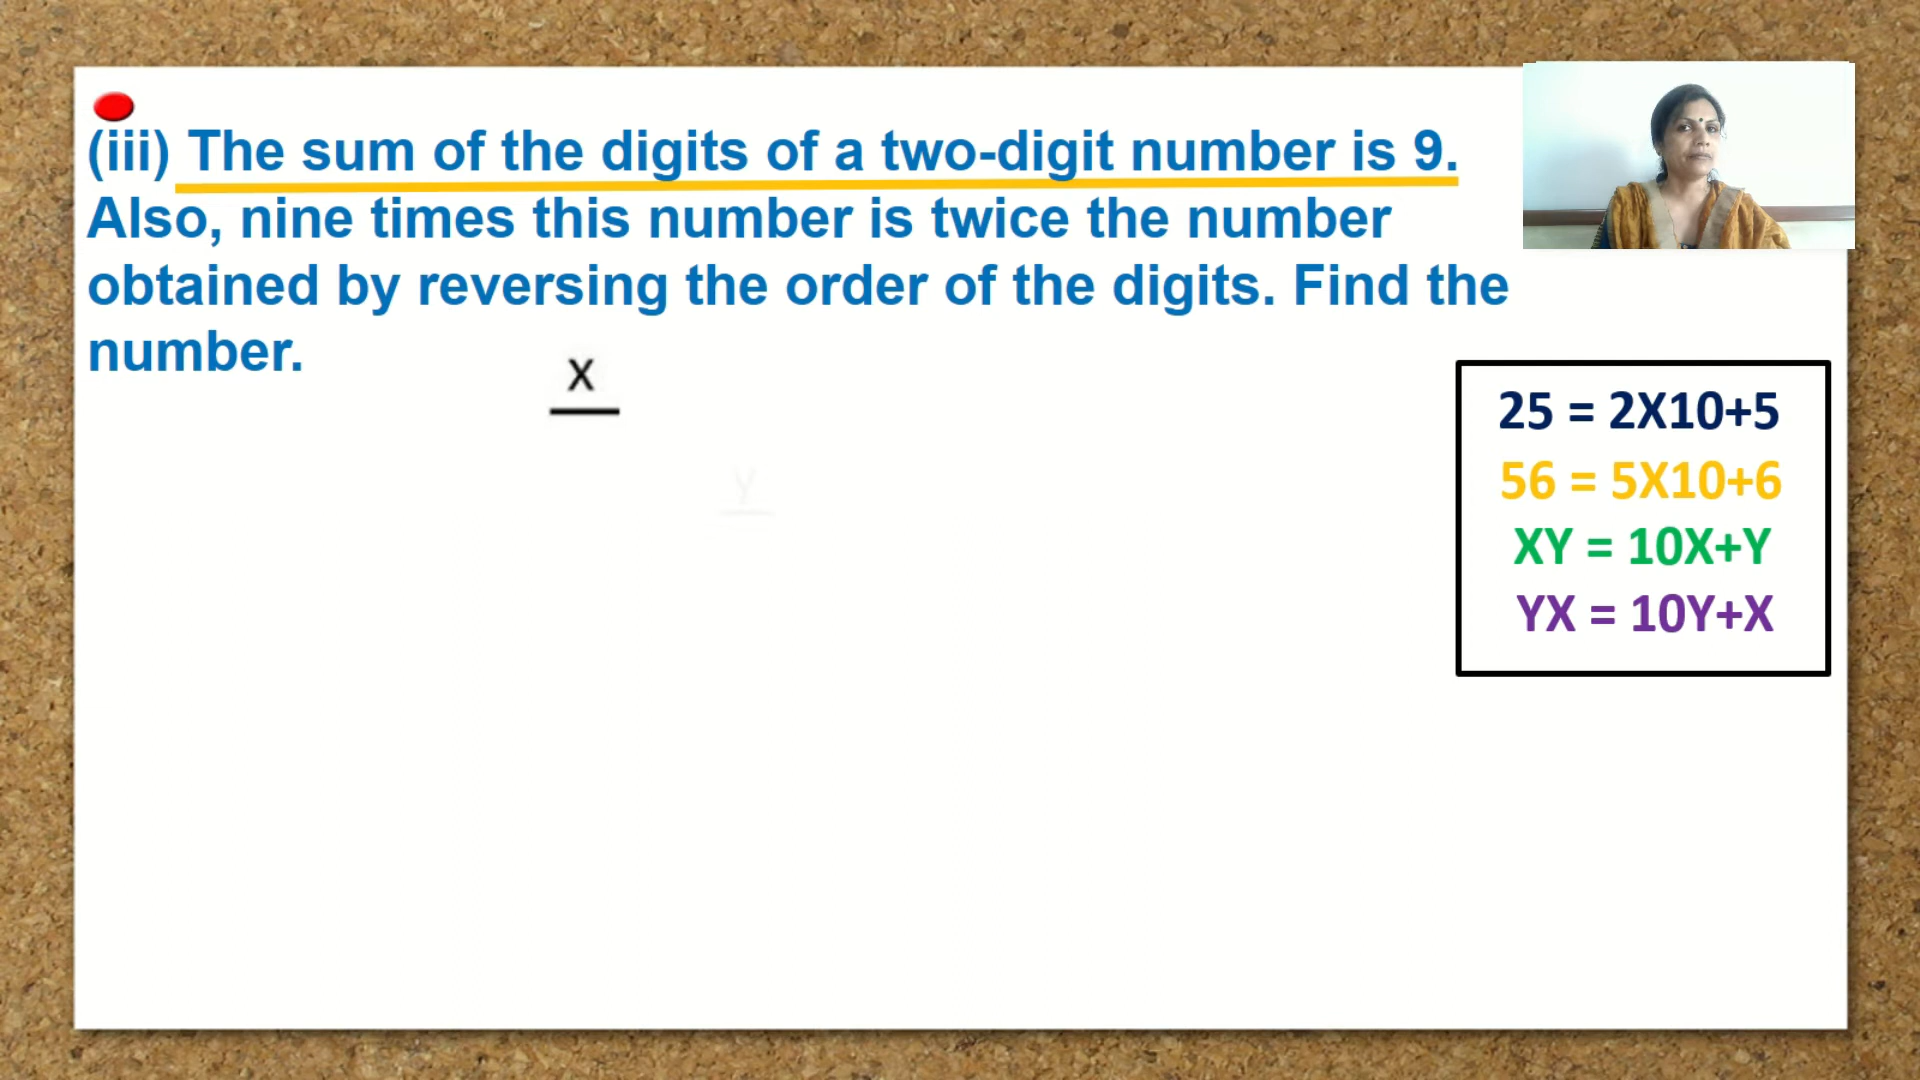 (iii) The sum of the digits of a two-digit number is 9.
Also, nine times this number is twice the number
obtained by reversing the order of the digits. Find the
number.
X
Y
25 = 2X10+5
56 = 5X10+6
XY = 10X+Y
YX = 10Y+X